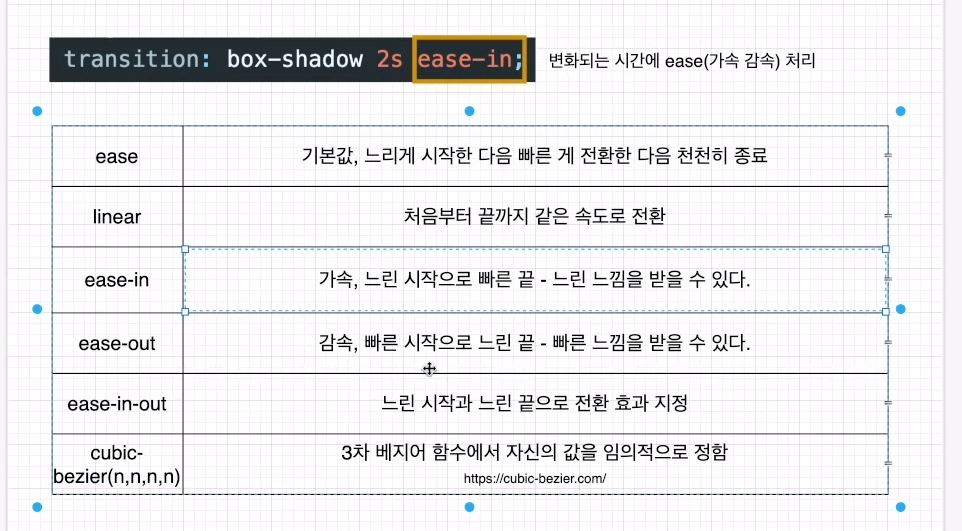 transition: box-shadow 2s ease-in; 변화되는 시간에 ease(가속 감속) 처리
ease 기본값, 느리게 시작한 다음 빠른 게 전환한 다음 천천히 종료
linear 처음부터 끝까지 같은 속도로 전환
ease-in 가속, 느린 시작으로 빠른 끝 - 느린 느낌을 받을 수 있다.
ease-out 감속, 빠른 시작으로 느린 끝 - 빠른 느낌을 받을 수 있다.
ease-in-out 느린 시작과 느린 끝으로 전환 효과 지정
cubic-
bezier(n,n,n,n)
3차 베지어 함수에서 자신의 값을 임의적으로 정함
https://cubic-bezier.com/